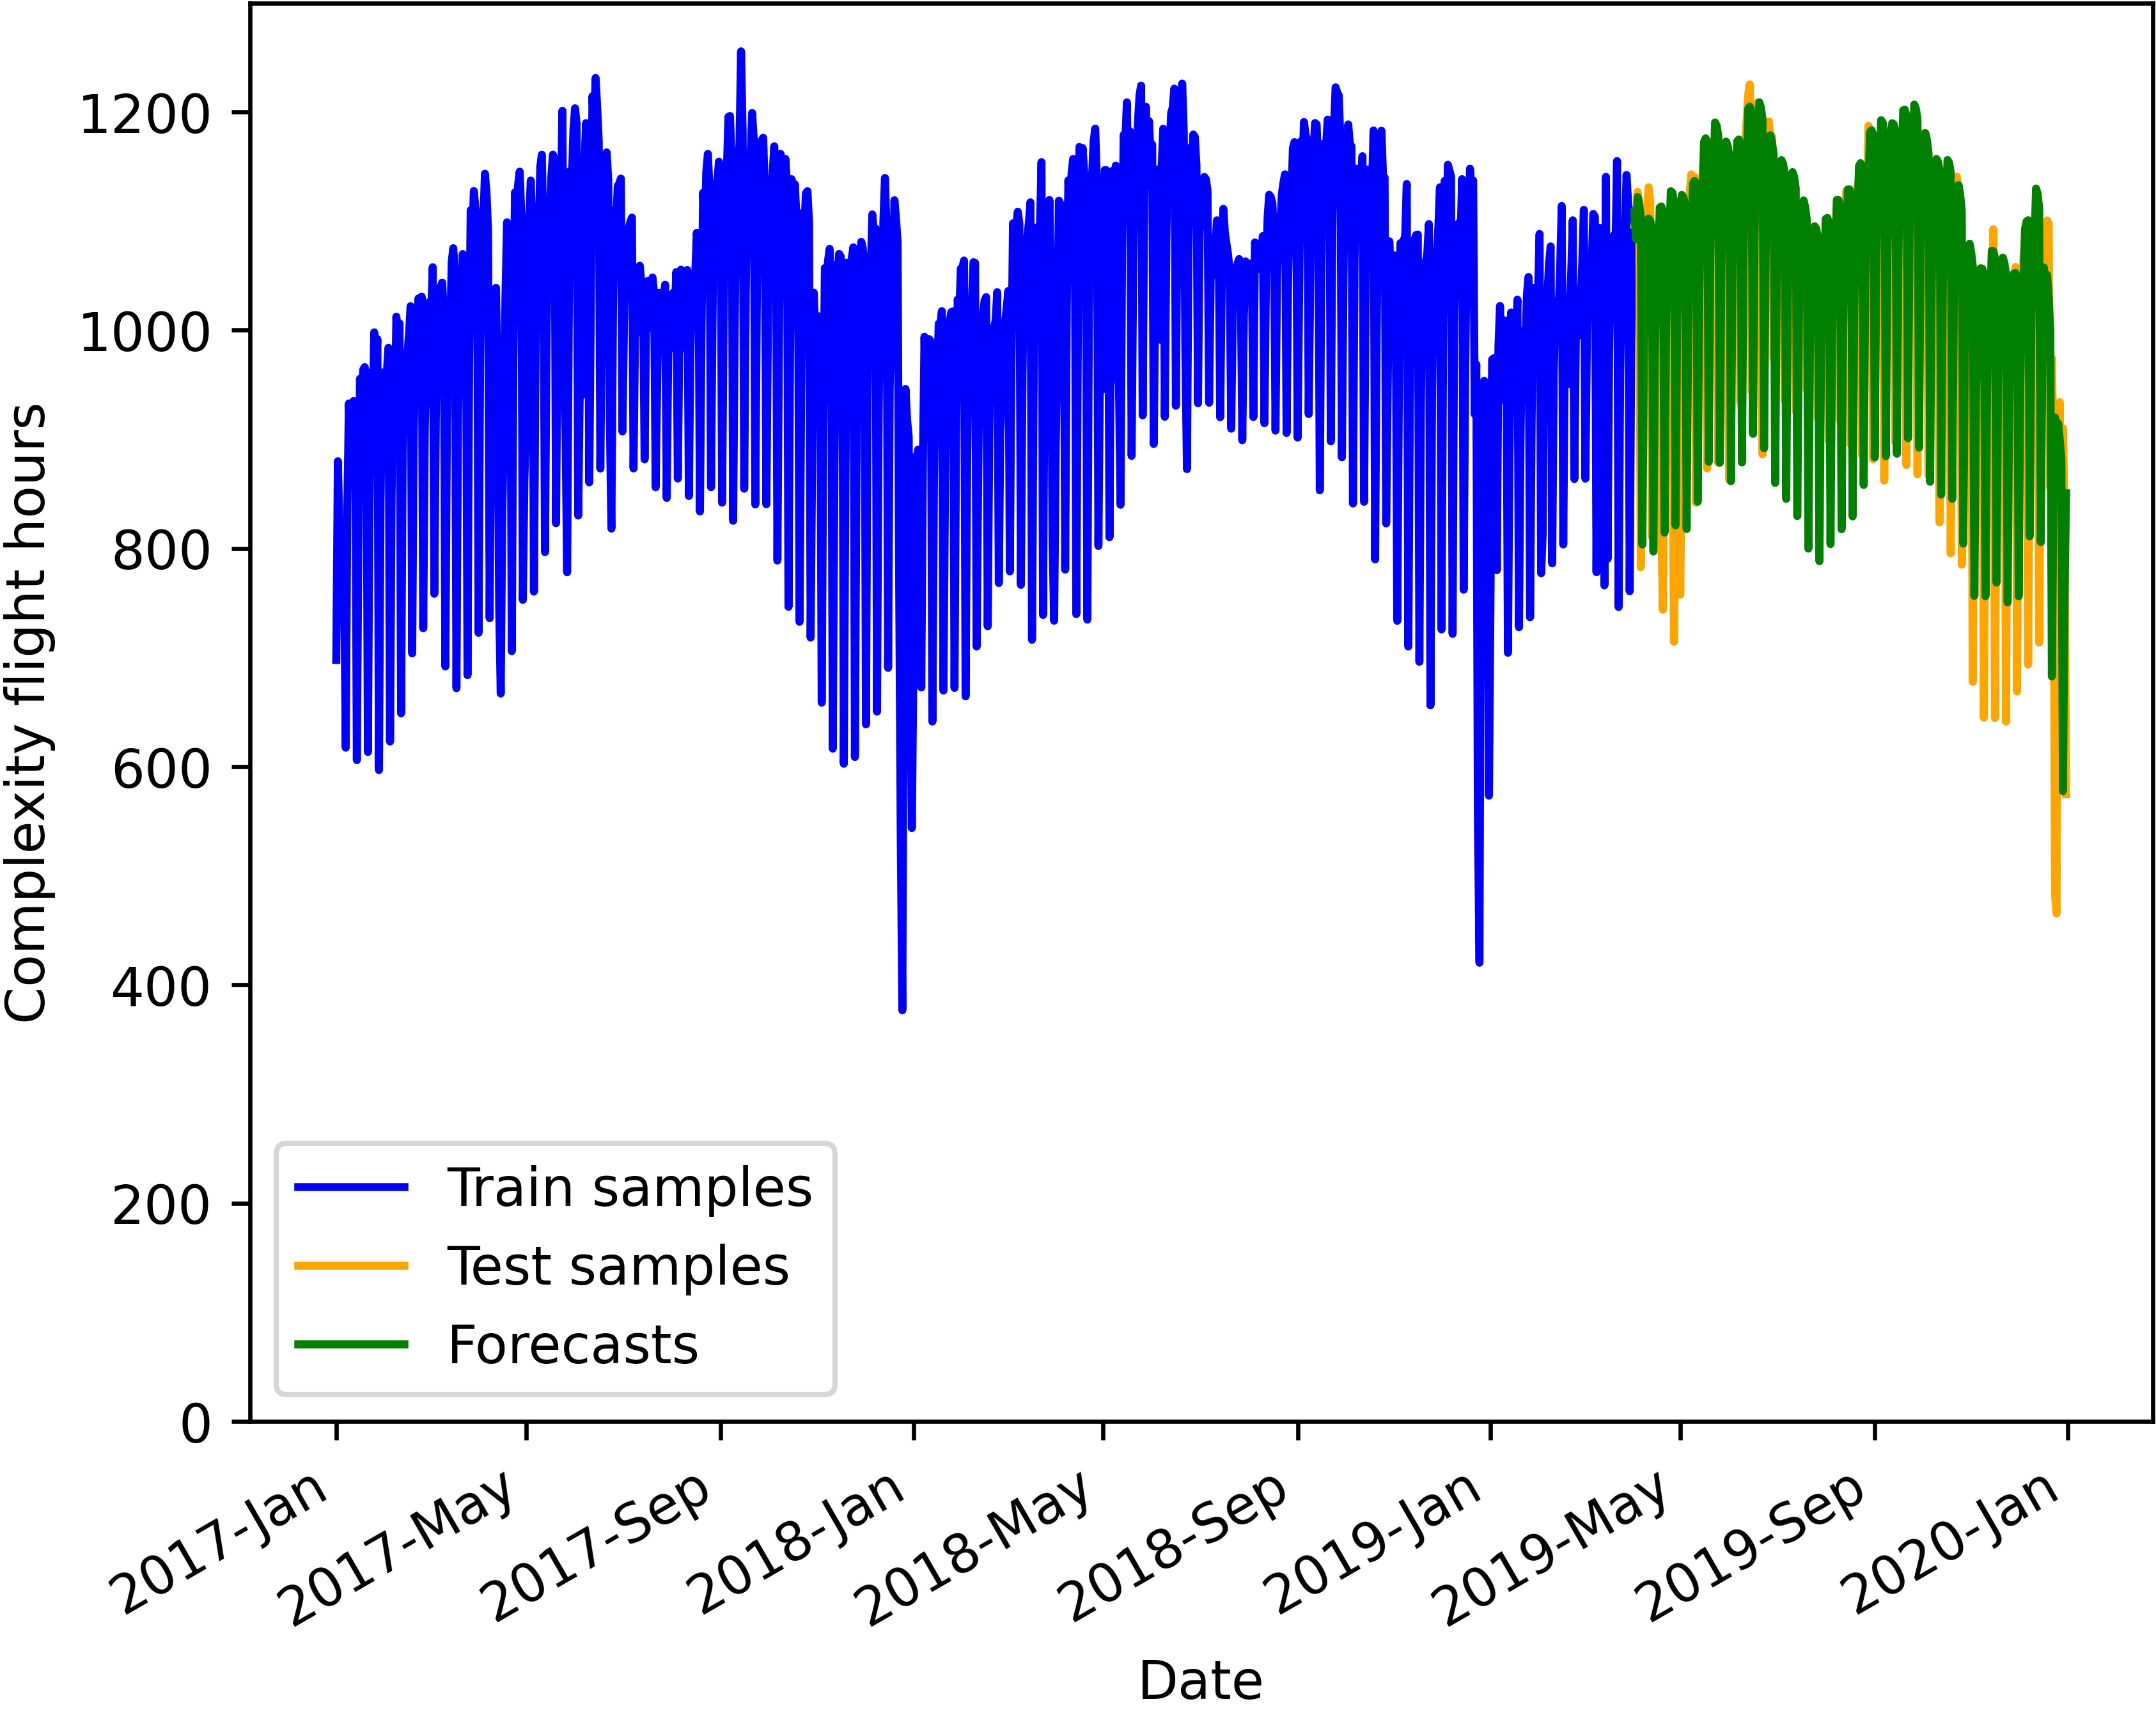 Complexity flight hours
1200
1000
800
600
400
200
0
Train samples
Test samples
Forecasts
2017-Jan
2017-May
2017-Sep
2018-Jan
2018-May
2018-Sep
2019-Jan
2019-May
2019-Sep
2020-Jan
Date